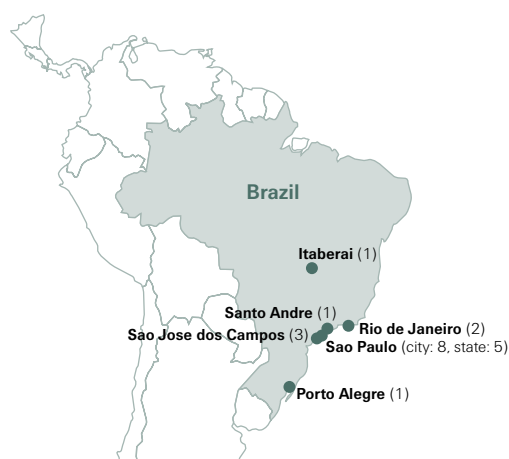 Brazil
Itaberai (1)
Santo Andre (1)
Sao Jose dos Campos (3)
Rio de Janeiro (2)
Sao Paulo (city: 8, state: 5)
Porto Alegre (1)